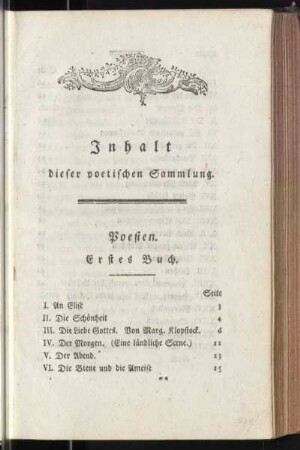 Inhalt
dieser poetischen Sammlung.
Poesien.
Erstes Buch.
Seite
I. An Elise 1
II. Die Schönheit 4
III. Die Liebe Gottes. Von Marg. Klopstock. 6
IV. Der Morgen. (Eine ländliche Scene.) 11
V. Der Abend. 13
VI. Die Biene und die Ameise 15
**